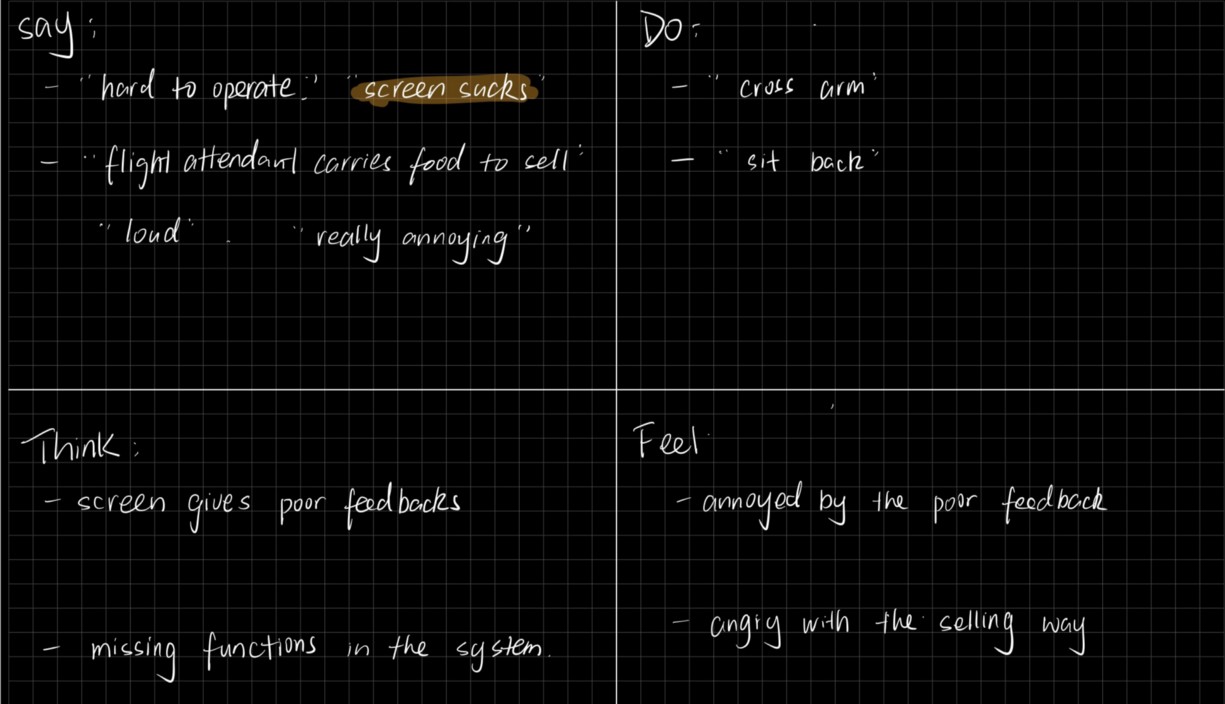 say:
- "hard to operate." "screen sucks"
- "flight attendant carries food to sell"
"loud". "really annoying"
Do:
- "cross arm"
- "sit back"
Think:
- screen gives poor feedbacks
- missing functions in the system.
Feel
- annoyed by the poor feedback
- angry with the selling way